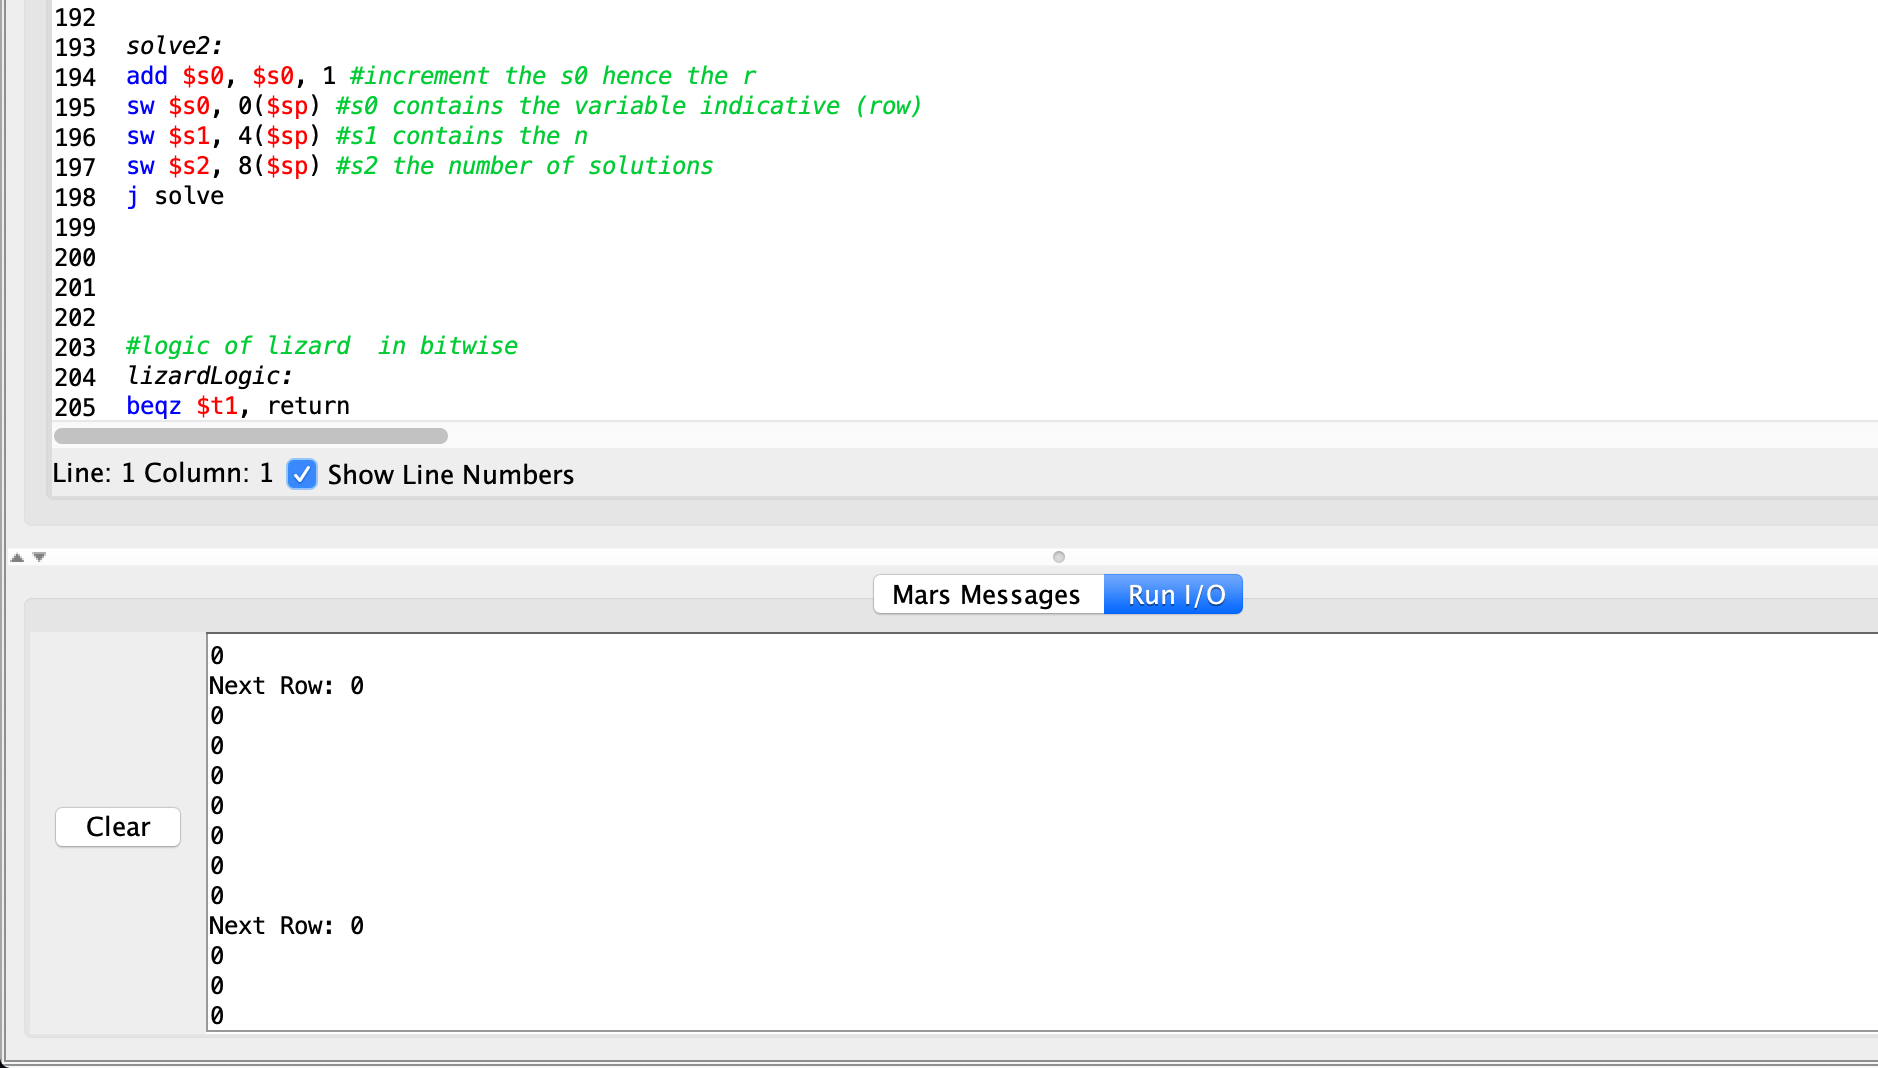 192
193 solve2:
194 add $s0, $s0, 1 #increment the s0 hence the r
195 sw $s0, 0($sp) #s0 contains the variable indicative (row)
196 sw $s1, 4($sp) #s1 contains the n
197 sw $s2, 8($sp) #s2 the number of solutions
198 j solve
199
200
201
202
203 #logic of lizard  in bitwise
204 lizardLogic:
205 beqz $t1, return
Line: 1 Column: 1 Show Line Numbers
Mars Messages Run I/O
0
Next Row: 0
0
0
0
0
0
0
0
Next Row: 0
0
0
0
Clear